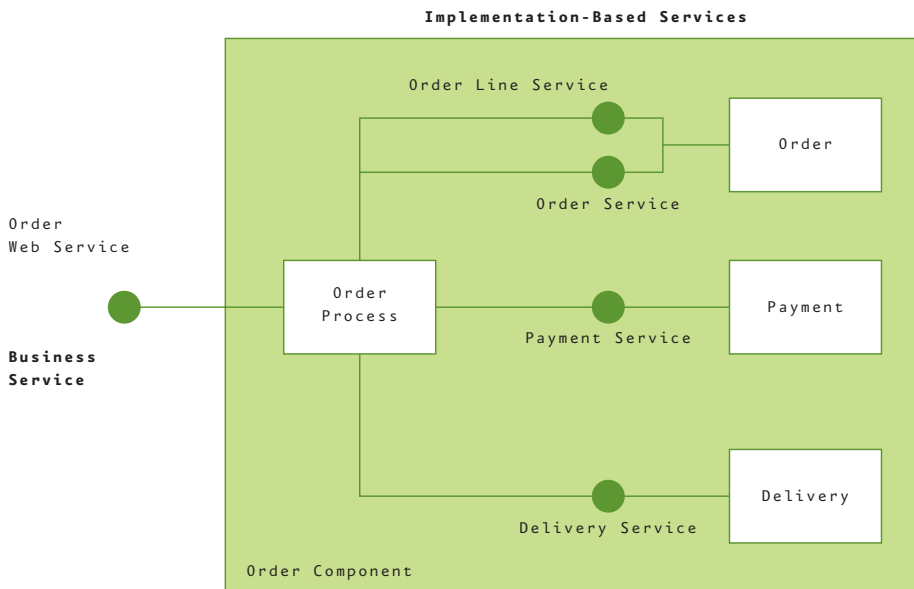 Implementation-Based Services
Order Line Service
Order
Order Service
Order
Web Service
Order
Process
Payment
Payment Service
Business
Service
Delivery
Delivery Service
Order Component